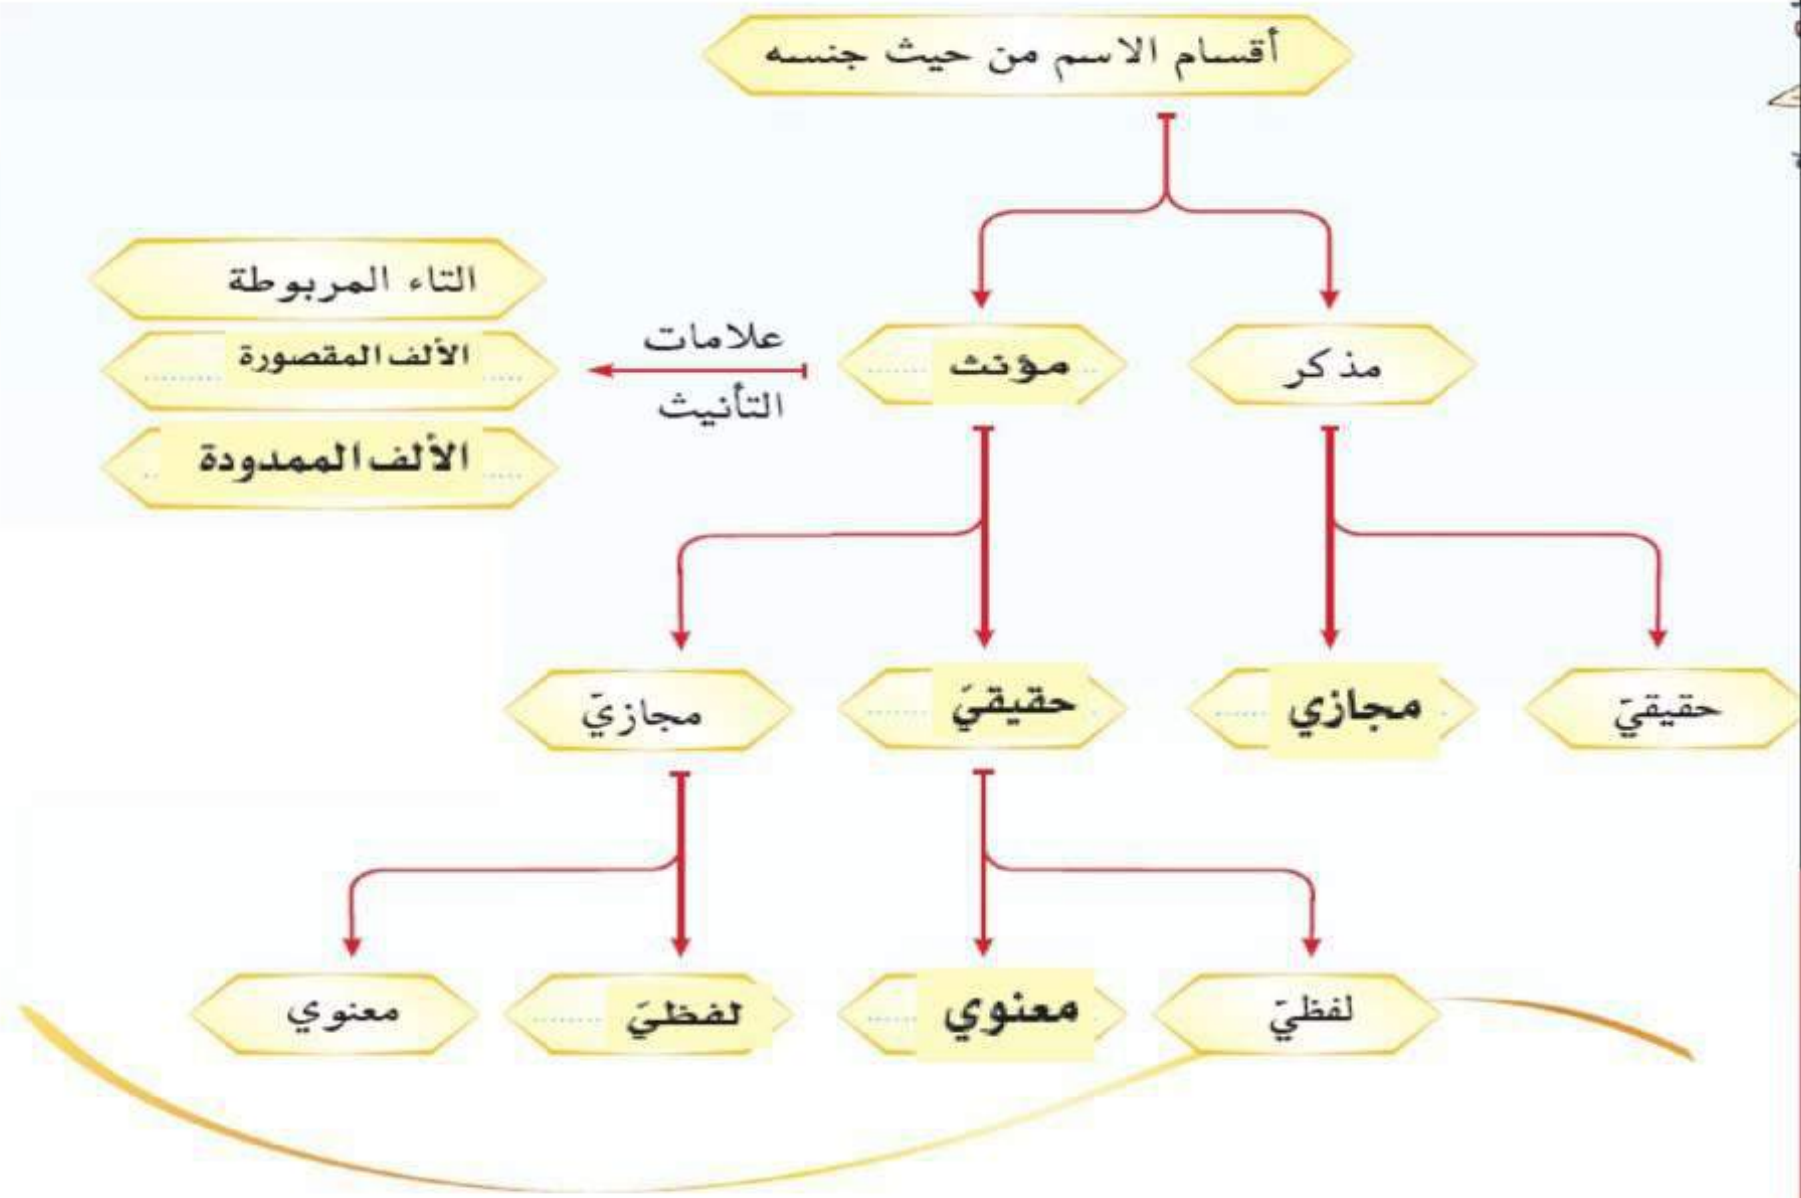 أقسام الاسم من حيث جنسه
مذكر
مؤنث
علامات
التأنيث
التاء المربوطة
الألف المقصورة
الألف الممدودة
حقيقيّ
مجازي
حقيقيّ
مجازيّ
لفظيّ
معنوي
لفظيّ
معنوي